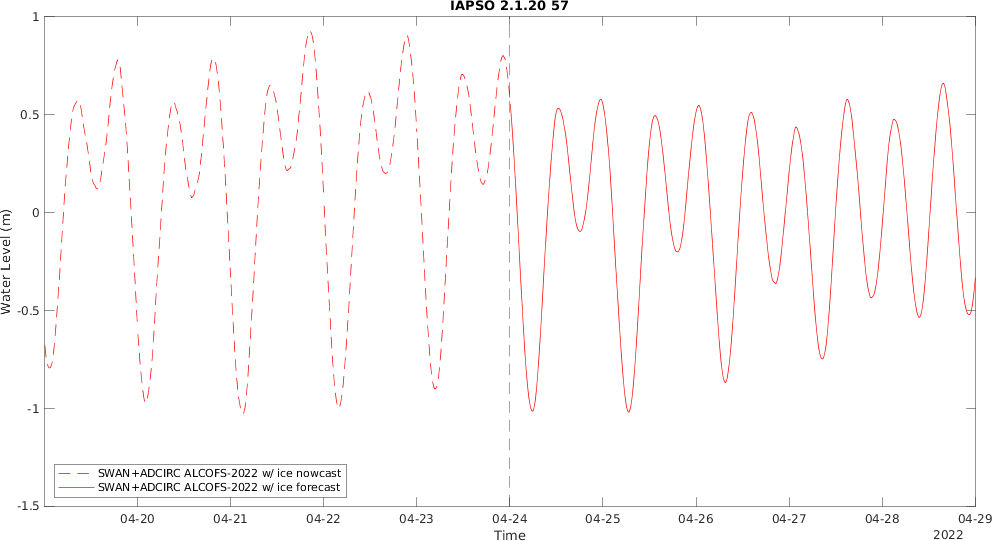 IAPSO 2.1.20 57
1
0.5
0
-0.5
-1
-1.5
Water Level (m)
SWAN+ADCIRC ALCOFS-2022 w/ ice nowcast
SWAN+ADCIRC ALCOFS-2022 w/ ice forecast
04-20 04-21 04-22 04-23 04-24 04-25 04-26 04-27 04-28 04-29
Time
2022